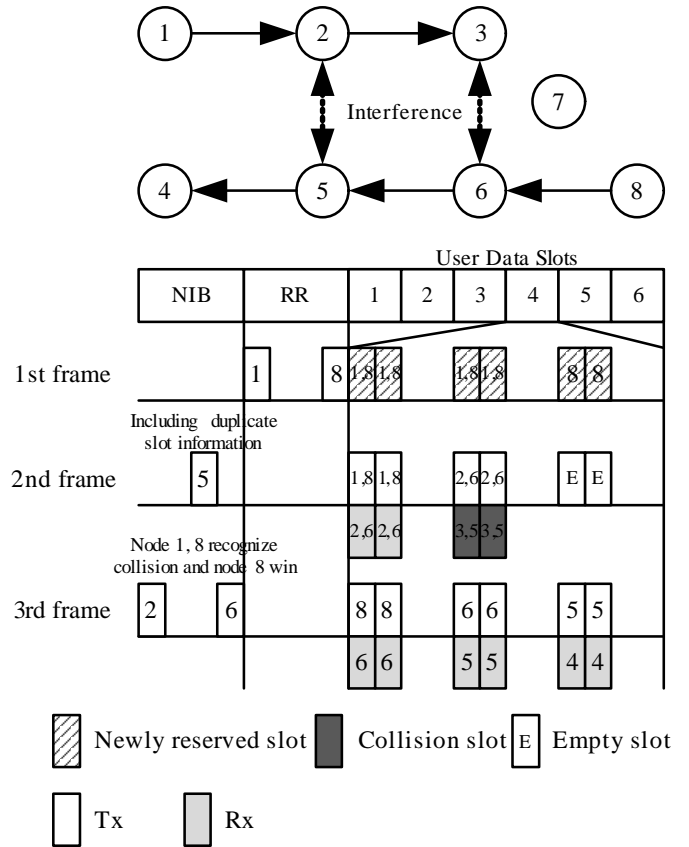 1 2 3
Interference
7
4 5 6 8
User Data Slots
NIB RR 1 2 3 4 5 6
1st frame 1 8 1,8 1,8 1,8 1,8 8 8
Including duplicate
slot information
2nd frame 5 1,8 1,8 2,6 2,6 E E
2,6 2,6 3,5 3,5
Node 1, 8 recognize
collision and node 8 win
3rd frame 2 6 8 8 6 6 5 5
6 6 5 5 4 4
Newly reserved slot Collision slot E Empty slot
Tx Rx